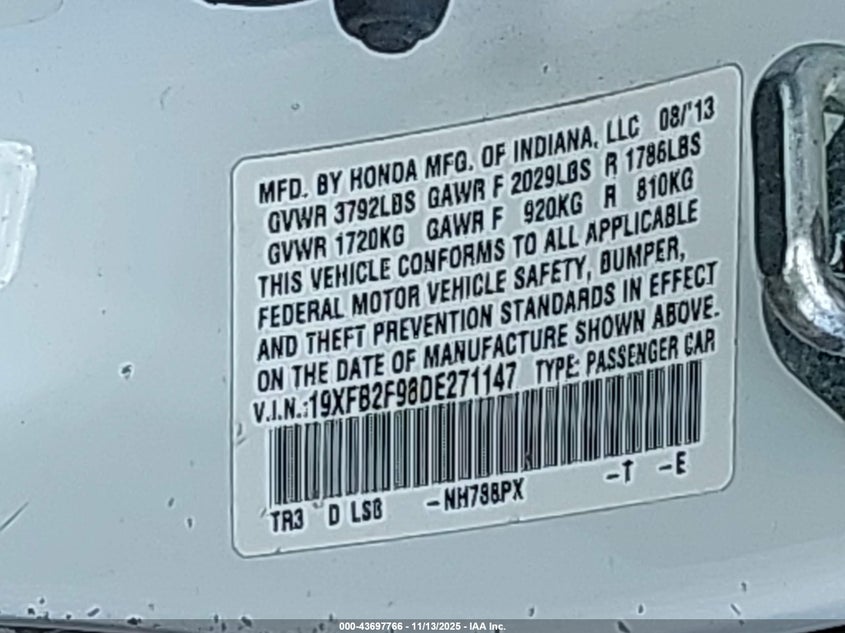 MFD. BY HONDA MFG. OF INDIANA, LLC 08/'13
GVWR 3792LBS GAWR F 2029LBS R 1786LBS
GVWR 1720KG GAWR F 920KG R 810KG
THIS VEHICLE CONFORMS TO ALL APPLICABLE
FEDERAL MOTOR VEHICLE SAFETY, BUMPER,
AND THEFT PREVENTION STANDARDS IN EFFECT
ON THE DATE OF MANUFACTURE SHOWN ABOVE.
V.I.N.:19XFB2F98DE271147 TYPE: PASSENGER CAR
TR3 D LSB -NH788PX -T -E
000-43697766 - 11/13/2025 - IAA Inc.